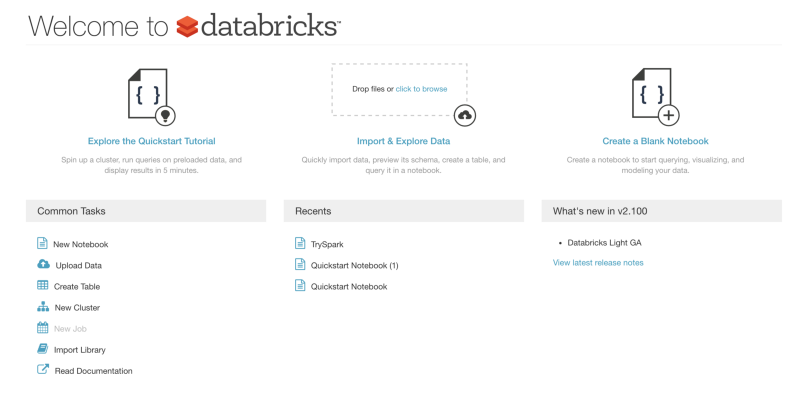 Welcome to databricks™
Drop files or click to browse
Explore the Quickstart Tutorial
Spin up a cluster, run queries on preloaded data, and
display results in 5 minutes.
Import & Explore Data
Quickly import data, preview its schema, create a table, and
query it in a notebook.
Create a Blank Notebook
Create a notebook to start querying, visualizing, and
modeling your data.
Common Tasks
New Notebook
Upload Data
Create Table
New Cluster
New Job
Import Library
Read Documentation
Recents
TrySpark
Quickstart Notebook (1)
Quickstart Notebook
What's new in v2.100
• Databricks Light GA
View latest release notes